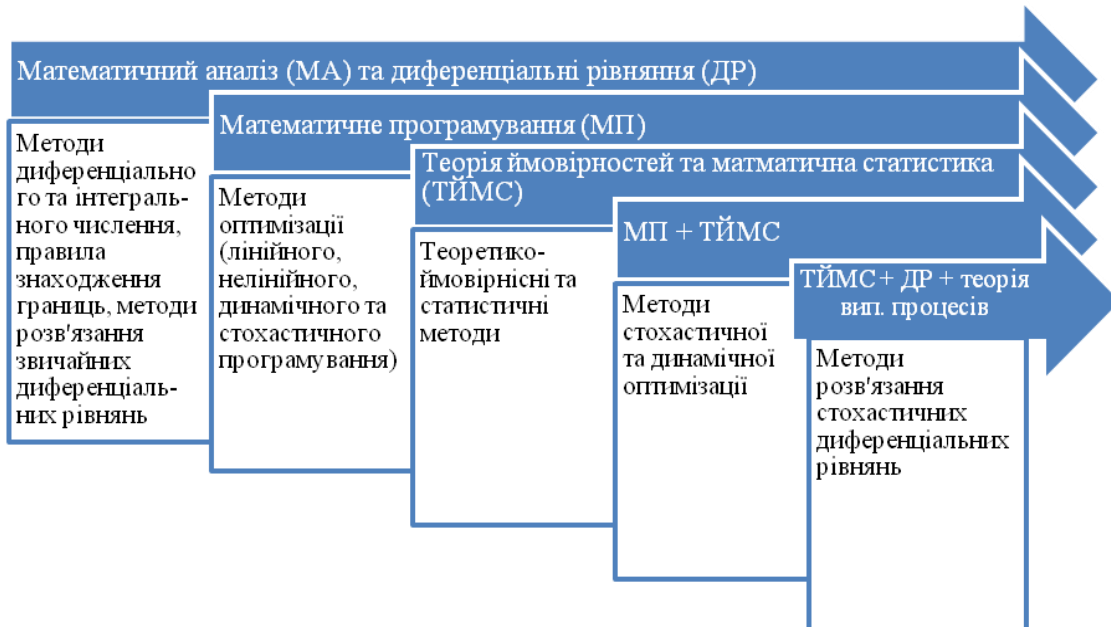 Математичний аналіз (МА) та диференціальні рівняння (ДР)
Методи
диференціально
го та інтеграль-
ного числення,
правила
знаходження
границь, методи
розв'язання
звичайних
диференціаль-
них рівнянь
Математичне програмування (МП)
Методи
оптимізації
(лінійного,
нелінійного,
динамічного та
стохастичного
програмування)
Теорія ймовірностей та матматична статистика
(ТЙМС)
Теоретико-
ймовірнісні та
статистичні
методи
МП + ТЙМС
Методи
стохастичної
та динамічної
оптимізації
ТЙМС + ДР + теорія
вип. процесів
Методи
розв'язання
стохастичних
диференціальних
рівнянь